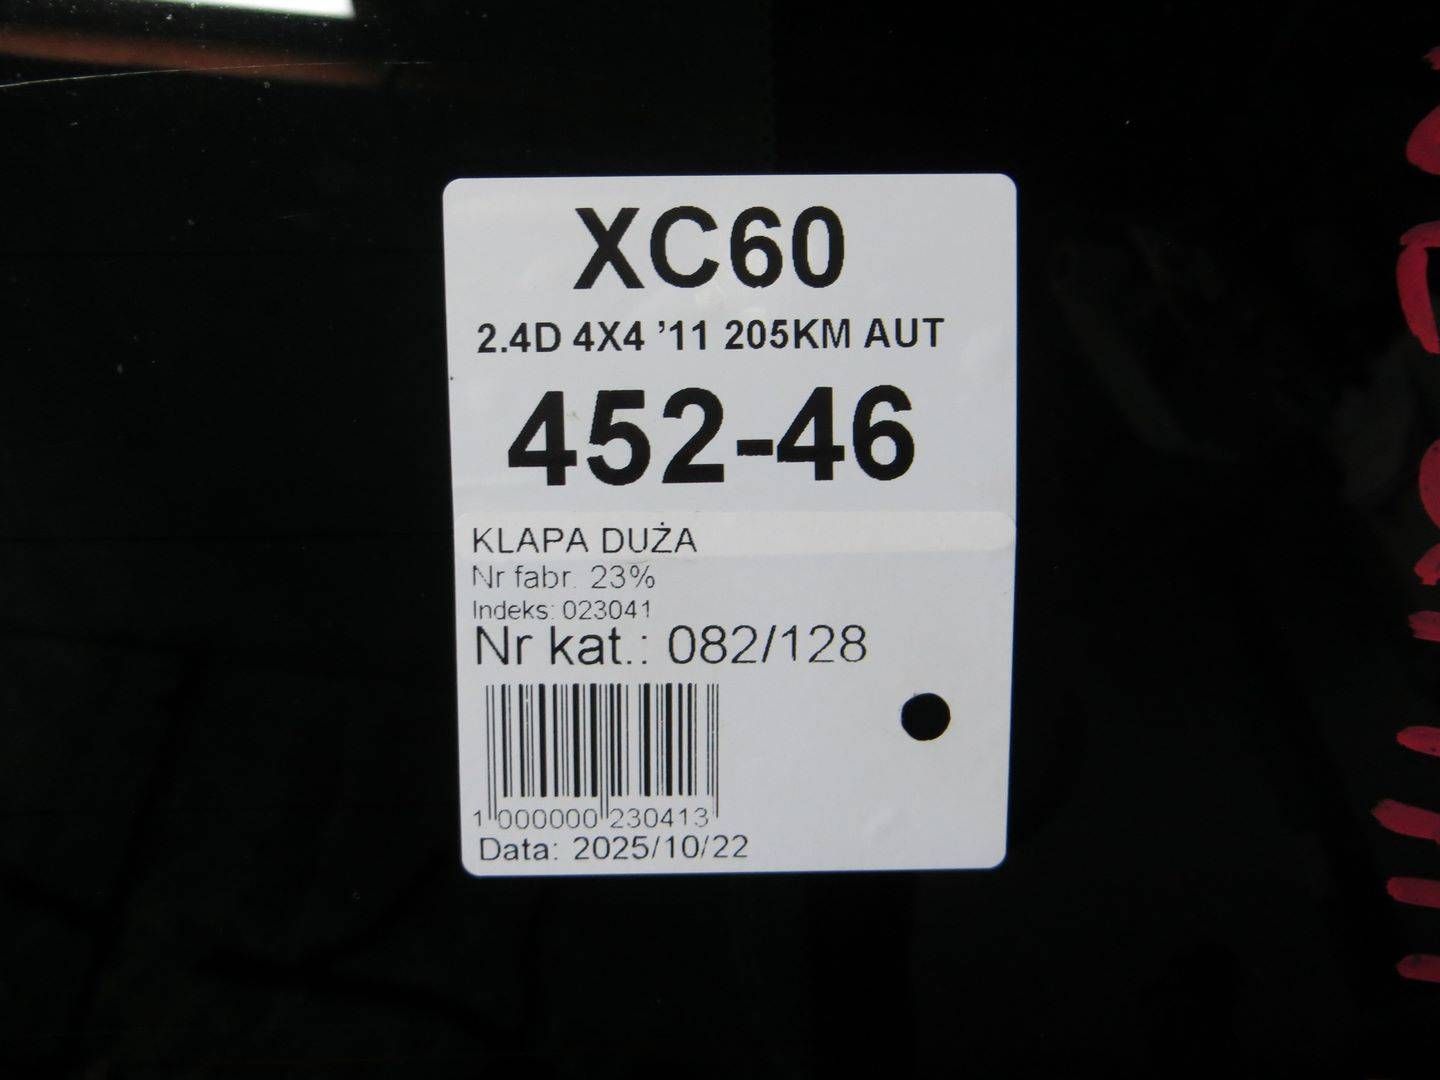 XC60
2.4D 4X4 '11 205KM AUT
452-46
KLAPA DUŻA
Nr fabr. 23%
Indeks: 023041
Nr kat.: 082/128
1 000000 230413
Data: 2025/10/22